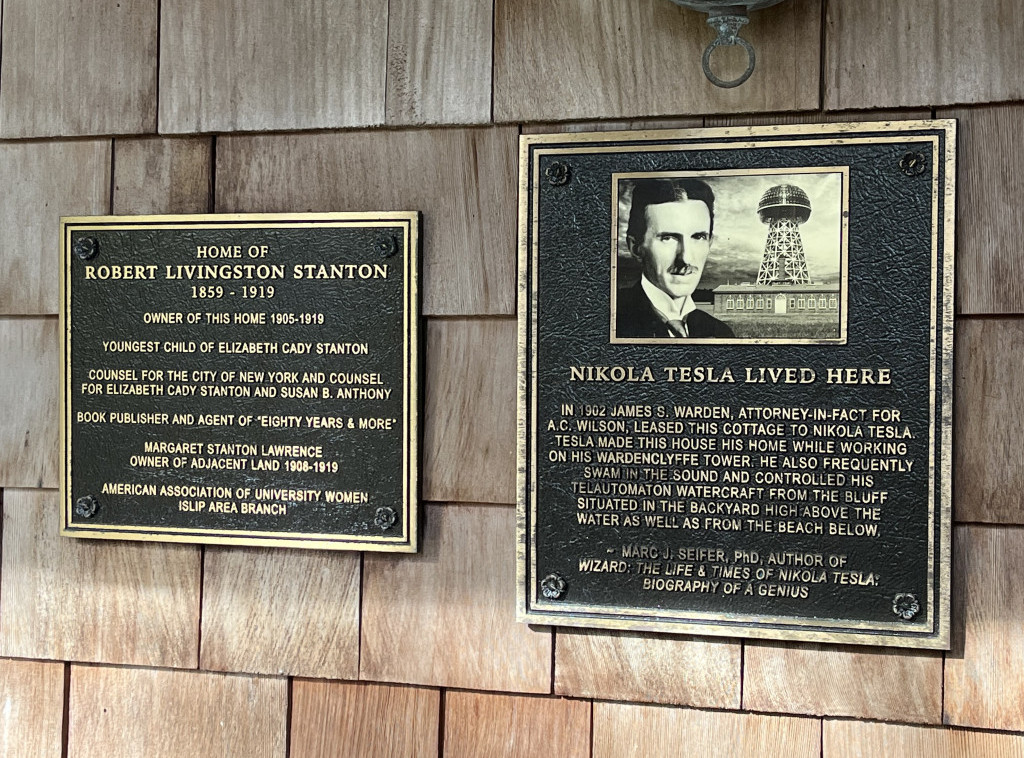 HOME OF
ROBERT LIVINGSTON STANTON
1859 - 1919
OWNER OF THIS HOME 1905-1919
YOUNGEST CHILD OF ELIZABETH CADY STANTON
COUNSEL FOR THE CITY OF NEW YORK AND COUNSEL
FOR ELIZABETH CADY STANTON AND SUSAN B. ANTHONY
BOOK PUBLISHER AND AGENT OF "EIGHTY YEARS & MORE"
MARGARET STANTON LAWRENCE
OWNER OF ADJACENT LAND 1908-1919
AMERICAN ASSOCIATION OF UNIVERSITY WOMEN
ISLIP AREA BRANCH
NIKOLA TESLA LIVED HERE
IN 1902 JAMES S. WARDEN, ATTORNEY-IN-FACT FOR
A.C. WILSON, LEASED THIS COTTAGE TO NIKOLA TESLA.
TESLA MADE THIS HOUSE HIS HOME WHILE WORKING
ON HIS WARDENCLYFFE TOWER. HE ALSO FREQUENTLY
SWAM IN THE SOUND AND CONTROLLED HIS
TELAUTOMATON WATERCRAFT FROM THE BLUFF
SITUATED IN THE BACKYARD HIGH ABOVE THE
WATER AS WELL AS FROM THE BEACH BELOW.
~ MARC J. SEIFER, PhD, AUTHOR OF
WIZARD: THE LIFE & TIMES OF NIKOLA TESLA:
BIOGRAPHY OF A GENIUS